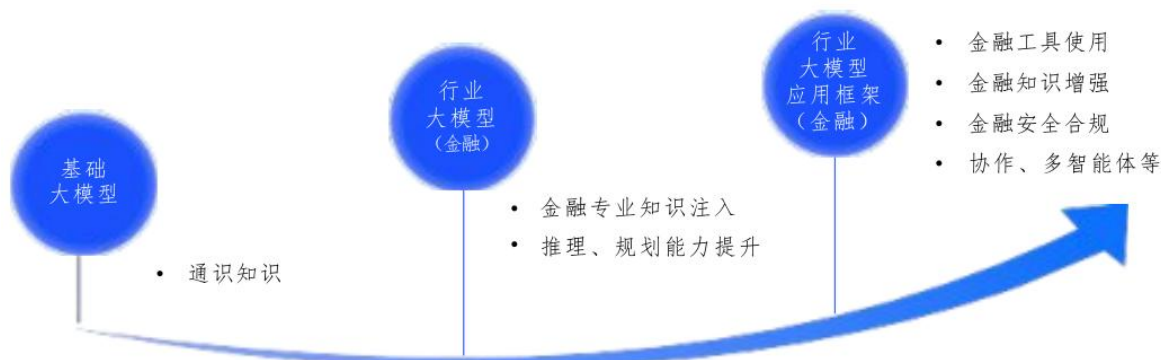 基础
大模型
• 通识知识
行业
大模型
（金融）
• 金融专业知识注入
• 推理、规划能力提升
行业
大模型
应用框架
（金融）
• 金融工具使用
• 金融知识增强
• 金融安全合规
• 协作、多智能体等